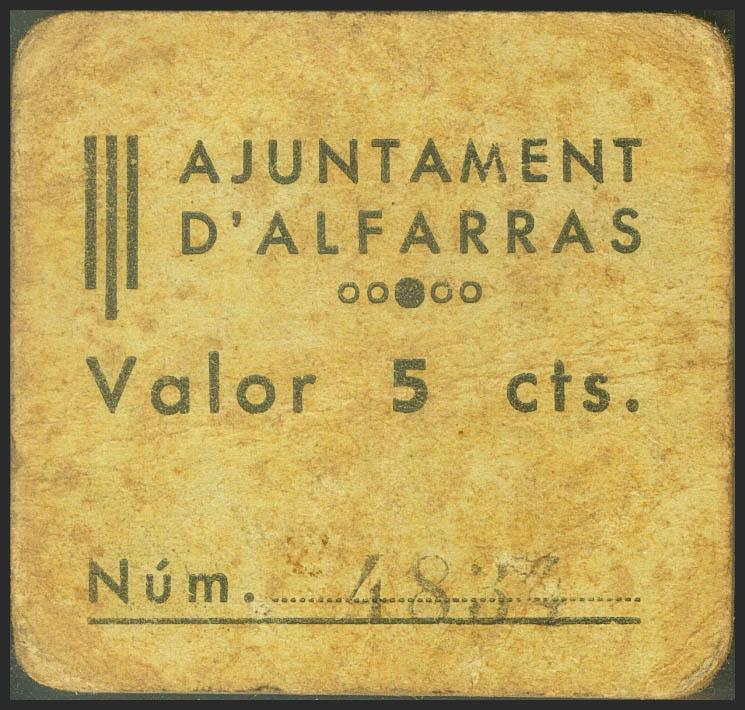 AJUNTAMENT
D'ALFARRAS
Valor 5 cts.
Núm.